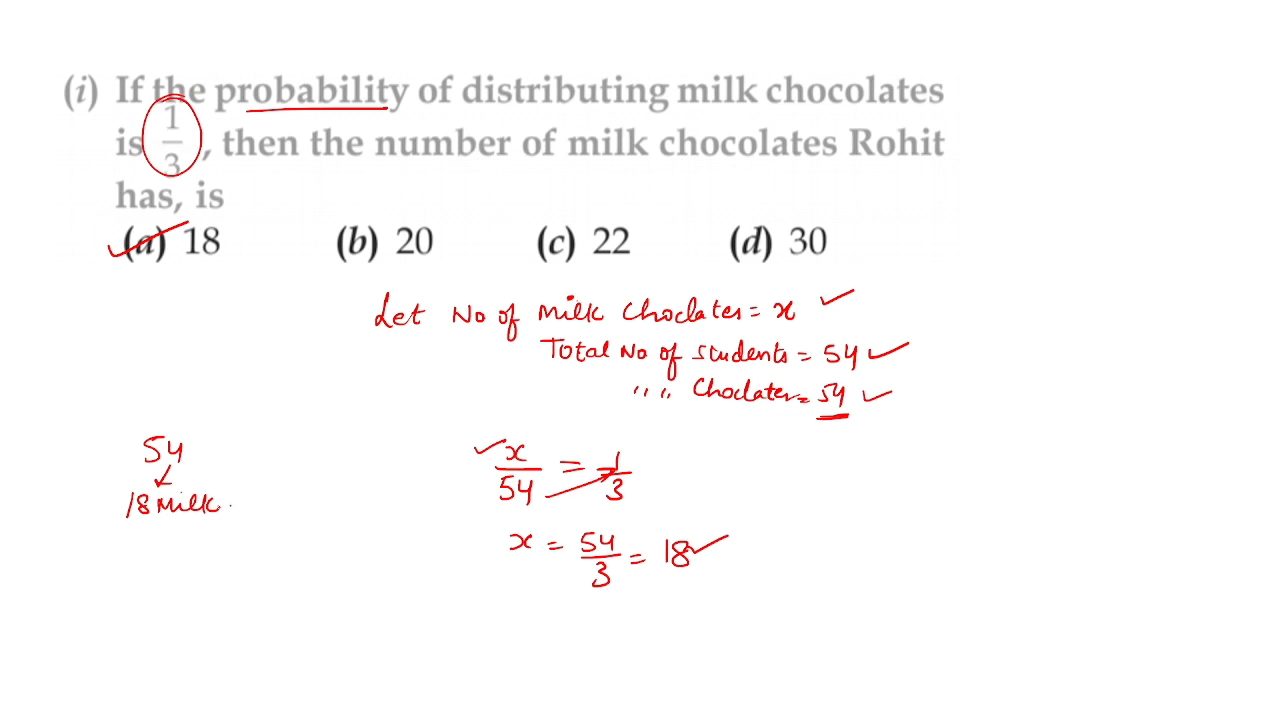 (i) If the probability of distributing milk chocolates
is 1/3, then the number of milk chocolates Rohit
has, is
(a) 18 (b) 20 (c) 22 (d) 30
Let No of Milk Choclates = x
Total No of students = 54
〃 〃 Choclates = 54
54
18 Milk.
x/54 = 1/3
x = 54/3 = 18